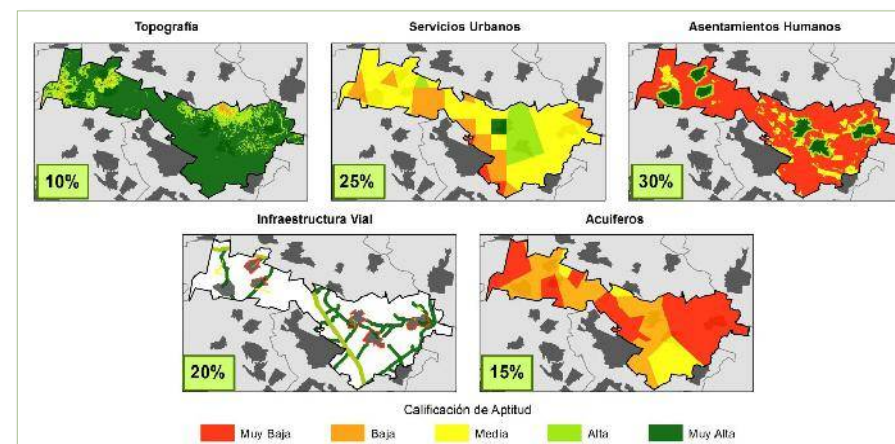 Topografía
Servicios Urbanos
Asentamientos Humanos
10%
25%
30%
Infraestructura Vial
Acuiferos
20%
15%
Calificación de Aptitud
Muy Baja
Baja
Media
Alta
Muy Alta